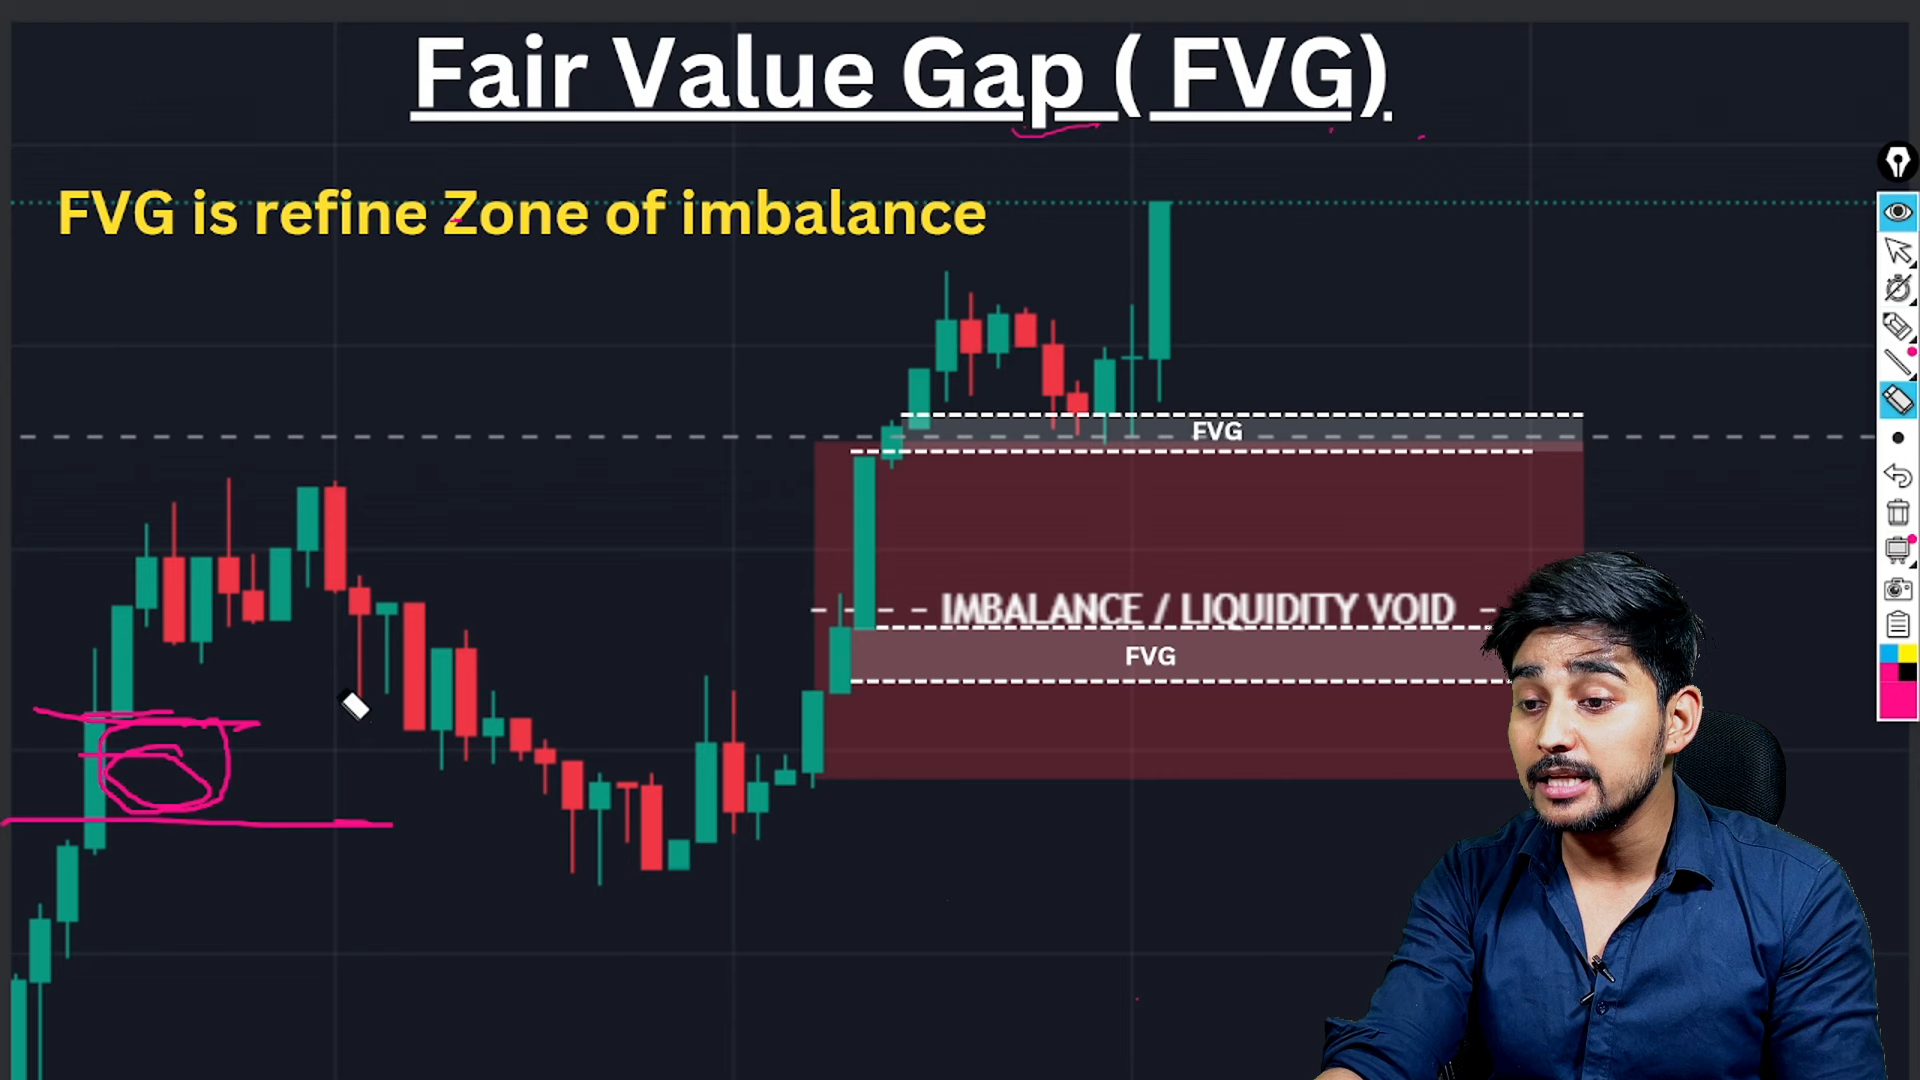 Fair Value Gap ( FVG).
FVG is refine Zone of imbalance
FVG
IMBALANCE / LIQUIDITY VOID
FVG